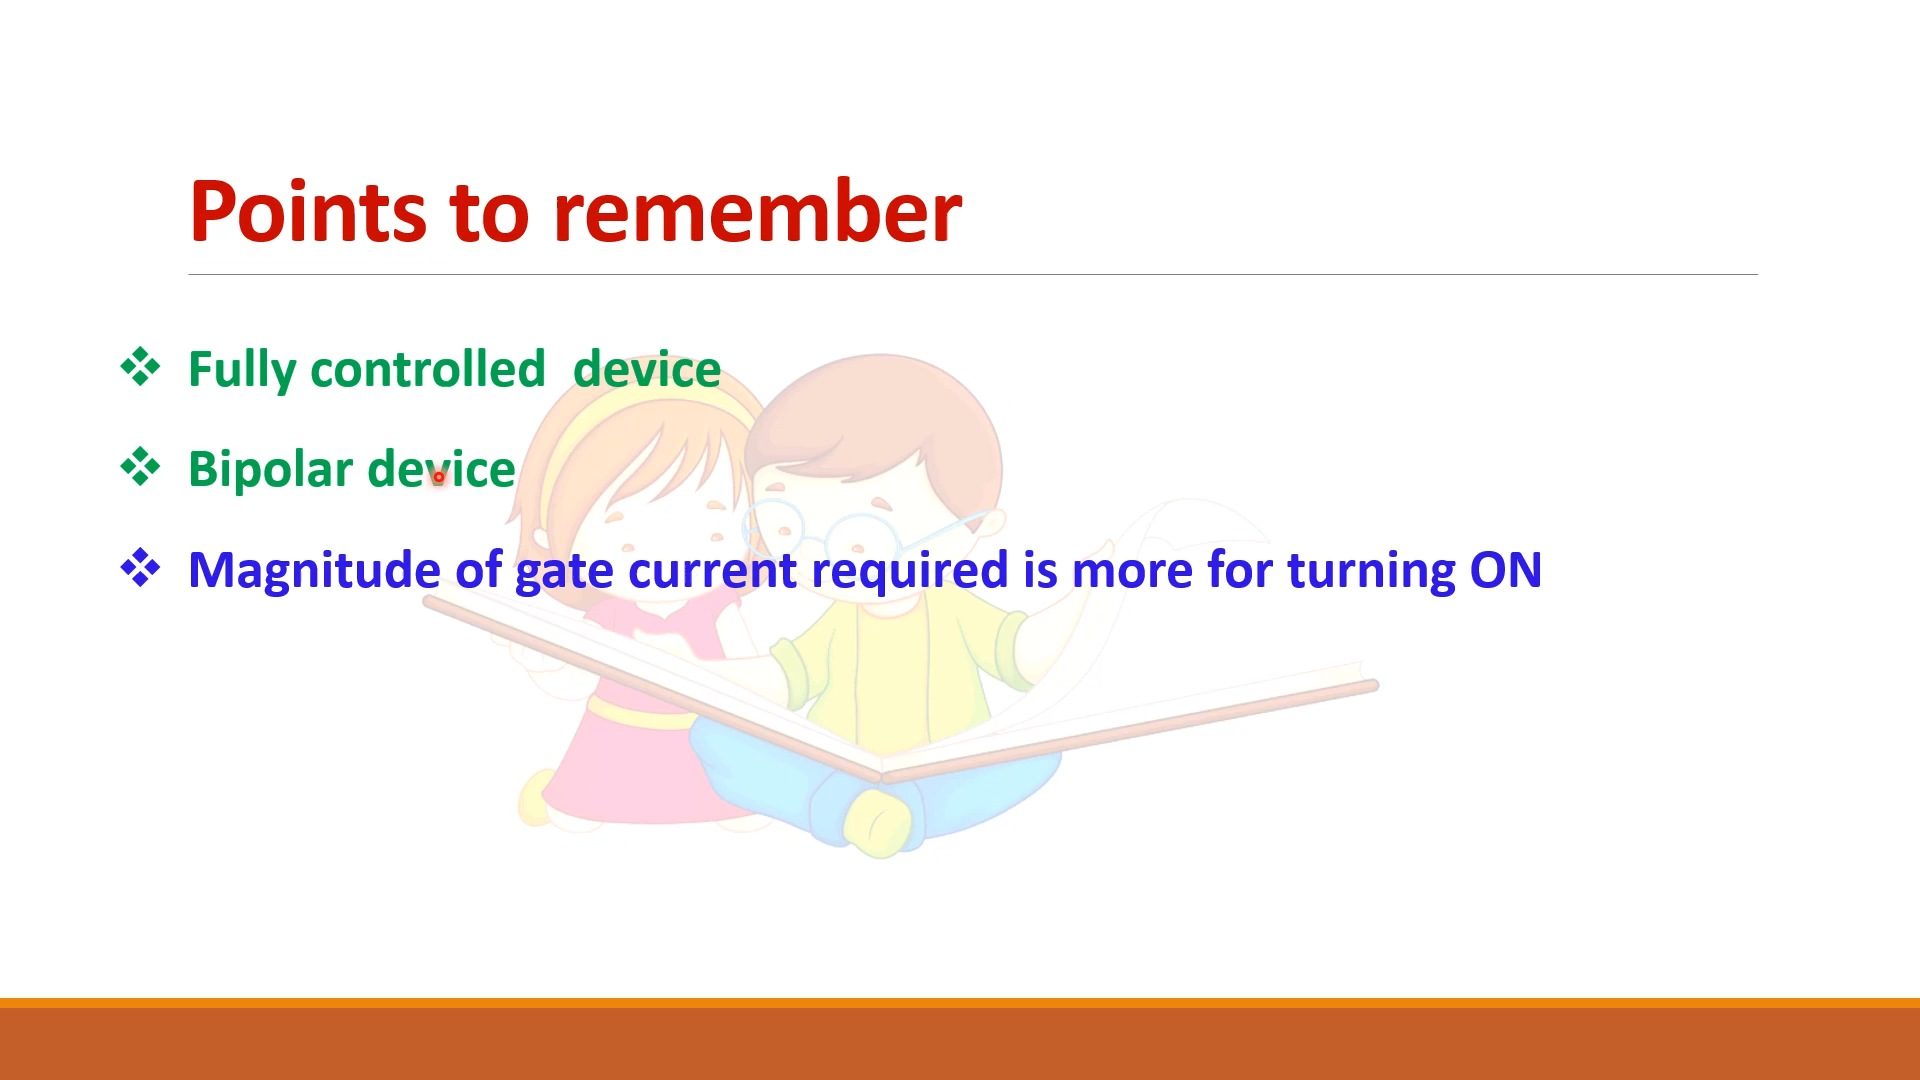 Points to remember
❖ Fully controlled device
❖ Bipolar device
❖ Magnitude of gate current required is more for turning ON